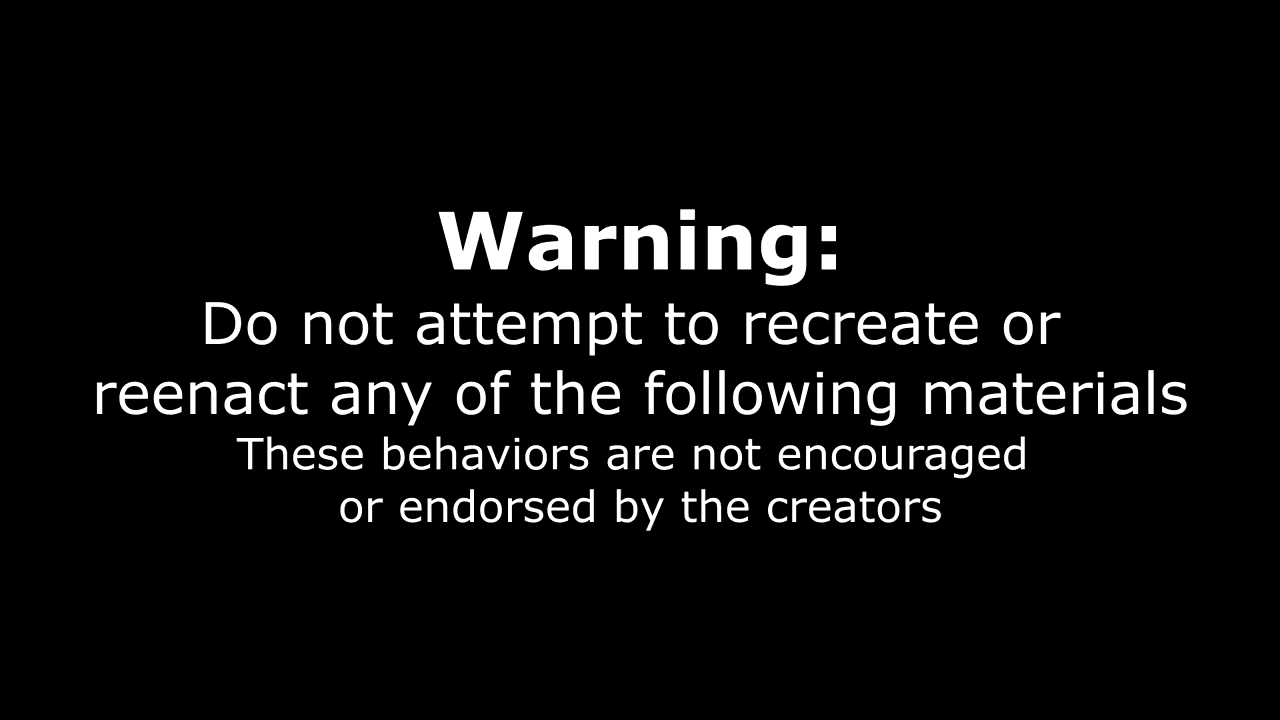 Warning:
Do not attempt to recreate or
reenact any of the following materials
These behaviors are not encouraged
or endorsed by the creators